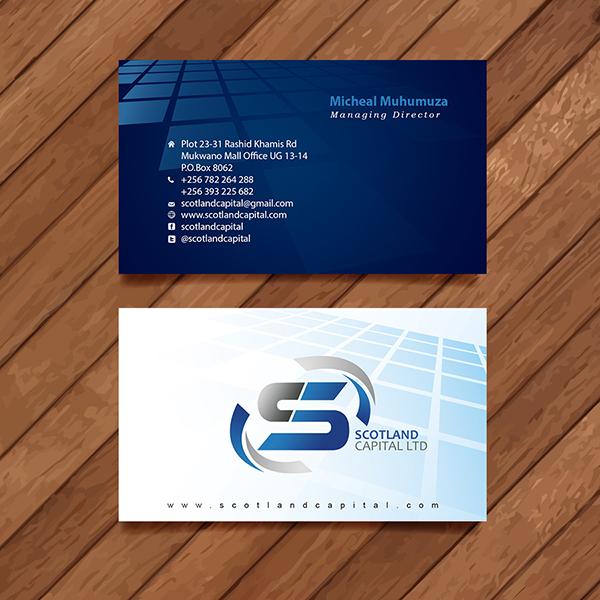 Micheal Muhumuza
Managing Director
Plot 23-31 Rashid Khamis Rd
Mukwano Mall Office UG 13-14
P.O.Box 8062
+256 782 264 288
+256 393 225 682
scotlandcapital@gmail.com
www.scotlandcapital.com
scotlandcapital
@scotlandcapital
S
SCOTLAND
CAPITAL LTD
www.scotlandcapital.com